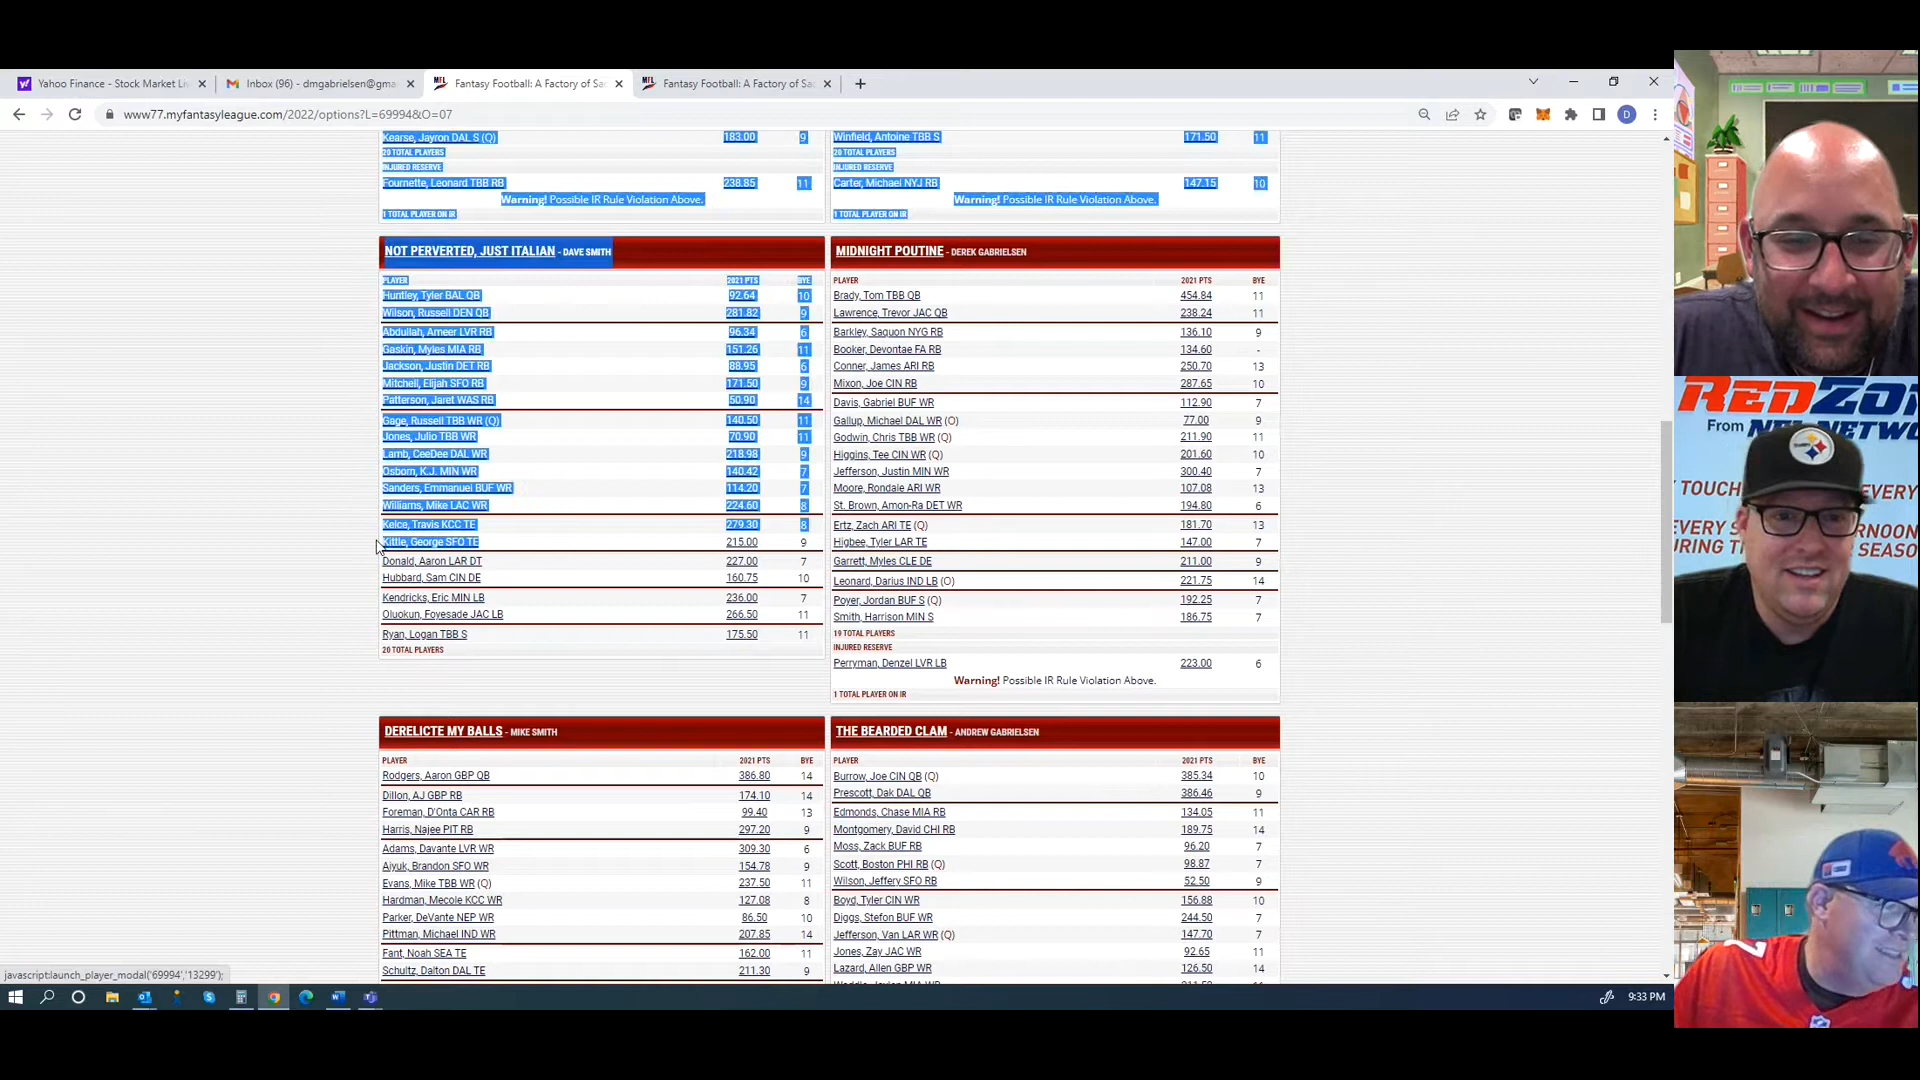 Yahoo Finance - Stock Market Li
Inbox (96) - dmgabrielsen@gma
MFL Fantasy Football: A Factory of Sa
MFL Fantasy Football: A Factory of Sa
www77.myfantasyleague.com/2022/options?L=69994&O=07
D
Kearse, Jayron DAL S (Q) 183.00 9
20 TOTAL PLAYERS
INJURED RESERVE
Fournette, Leonard TBB RB 238.85 11
Warning! Possible IR Rule Violation Above.
1 TOTAL PLAYER ON IR
Winfield, Antoine TBB S 171.50 11
20 TOTAL PLAYERS
INJURED RESERVE
Carter, Michael NYJ RB 147.15 10
Warning! Possible IR Rule Violation Above.
1 TOTAL PLAYER ON IR
NOT PERVERTED, JUST ITALIAN - DAVE SMITH
PLAYER 2021 PTS BYE
Huntley, Tyler BAL QB 92.64 10
Wilson, Russell DEN QB 281.82 9
Abdullah, Ameer LVR RB 96.34 6
Gaskin, Myles MIA RB 151.26 11
Jackson, Justin DET RB 88.95 6
Mitchell, Elijah SFO RB 171.50 9
Patterson, Jaret WAS RB 50.90 14
Gage, Russell TBB WR (Q) 140.50 11
Jones, Julio TBB WR 70.90 11
Lamb, CeeDee DAL WR 218.98 9
Osborn, K.J. MIN WR 140.42 7
Sanders, Emmanuel BUF WR 114.20 7
Williams, Mike LAC WR 224.60 8
Kelce, Travis KCC TE 279.30 8
Kittle, George SFO TE 215.00 9
Donald, Aaron LAR DT 227.00 7
Hubbard, Sam CIN DE 160.75 10
Kendricks, Eric MIN LB 236.00 7
Oluokun, Foyesade JAC LB 266.50 11
Ryan, Logan TBB S 175.50 11
20 TOTAL PLAYERS
MIDNIGHT POUTINE - DEREK GABRIELSEN
PLAYER 2021 PTS BYE
Brady, Tom TBB QB 454.84 11
Lawrence, Trevor JAC QB 238.24 11
Barkley, Saquon NYG RB 136.10 9
Booker, Devontae FA RB 134.60 -
Conner, James ARI RB 250.70 13
Mixon, Joe CIN RB 287.65 10
Davis, Gabriel BUF WR 112.90 7
Gallup, Michael DAL WR (O) 77.00 9
Godwin, Chris TBB WR (Q) 211.90 11
Higgins, Tee CIN WR (Q) 201.60 10
Jefferson, Justin MIN WR 300.40 7
Moore, Rondale ARI WR 107.08 13
St. Brown, Amon-Ra DET WR 194.80 6
Ertz, Zach ARI TE (Q) 181.70 13
Higbee, Tyler LAR TE 147.00 7
Garrett, Myles CLE DE 211.00 9
Leonard, Darius IND LB (O) 221.75 14
Poyer, Jordan BUF S (Q) 192.25 7
Smith, Harrison MIN S 186.75 7
19 TOTAL PLAYERS
INJURED RESERVE
Perryman, Denzel LVR LB 223.00 6
Warning! Possible IR Rule Violation Above.
1 TOTAL PLAYER ON IR
DERELICTE MY BALLS - MIKE SMITH
PLAYER 2021 PTS BYE
Rodgers, Aaron GBP QB 386.80 14
Dillon, AJ GBP RB 174.10 14
Foreman, D'Onta CAR RB 99.40 13
Harris, Najee PIT RB 297.20 9
Adams, Davante LVR WR 309.30 6
Aiyuk, Brandon SFO WR 154.78 9
Evans, Mike TBB WR (Q) 237.50 11
Hardman, Mecole KCC WR 127.08 8
Parker, DeVante NEP WR 86.50 10
Pittman, Michael IND WR 207.85 14
Fant, Noah SEA TE 162.00 11
Schultz, Dalton DAL TE 211.30 9
THE BEARDED CLAM - ANDREW GABRIELSEN
PLAYER 2021 PTS BYE
Burrow, Joe CIN QB (Q) 385.34 10
Prescott, Dak DAL QB 386.46 9
Edmonds, Chase MIA RB 134.05 11
Montgomery, David CHI RB 189.75 14
Moss, Zack BUF RB 96.20 7
Scott, Boston PHI RB (Q) 98.87 7
Wilson, Jeffery SFO RB 52.50 9
Boyd, Tyler CIN WR 156.88 10
Diggs, Stefon BUF WR 244.50 7
Jefferson, Van LAR WR (Q) 147.70 7
Jones, Zay JAC WR 92.65 11
Lazard, Allen GBP WR 126.50 14
javascript:launch_player_modal('69994','13299');
9:33 PM
REDZON
From NFL NETW
TOUCH EVERY
EVERY S RNOON
URING T SEASON
Steelers